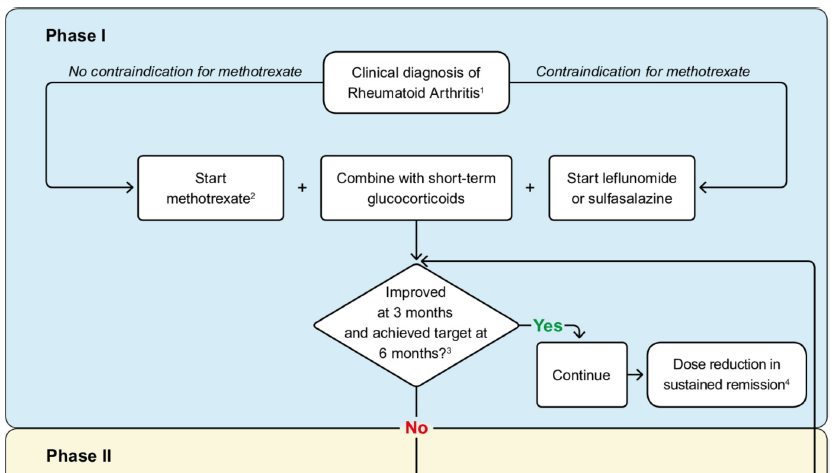 Phase I
No contraindication for methotrexate
Clinical diagnosis of
Rheumatoid Arthritis¹
Contraindication for methotrexate
Start
methotrexate²
+
Combine with short-term
glucocorticoids
+
Start leflunomide
or sulfasalazine
Improved
at 3 months
and achieved target at
6 months?³
Yes
Continue
Dose reduction in
sustained remission⁴
No
Phase II